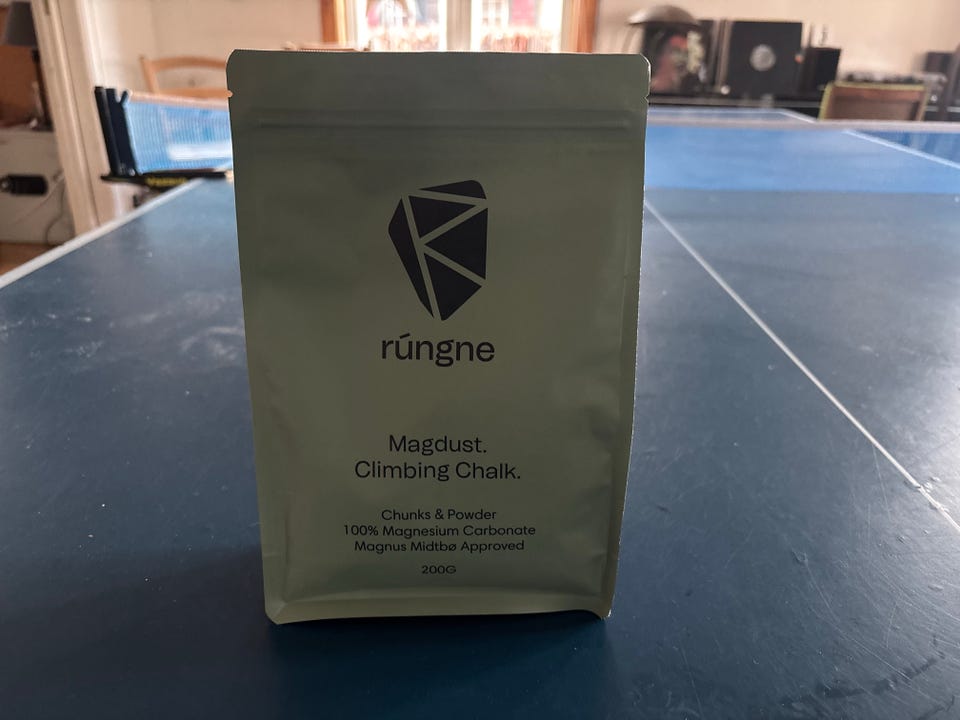 rúngne
Magdust.
Climbing Chalk.
Chunks & Powder
100% Magnesium Carbonate
Magnus Midtbø Approved
200G